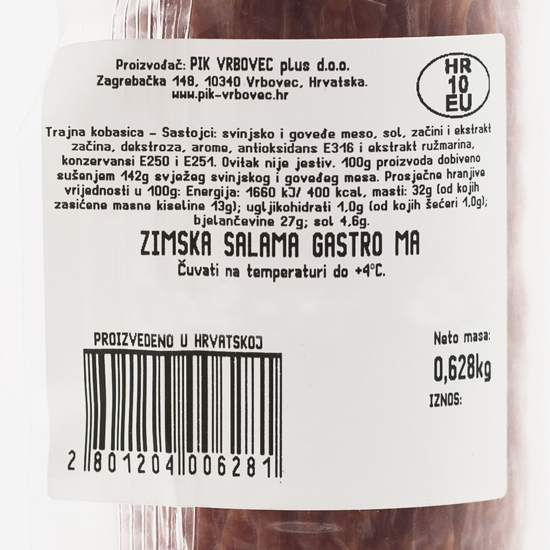 Proizvođač: PIK VRBOVEC plus d.o.o.
Zagrebačka 148, 10340 Vrbovec, Hrvatska.
www.pik-vrbovec.hr
HR
10
EU
Trajna kobasica - Sastojci: svinjsko i goveđe meso, sol, začini i ekstrakt
začina, dekstroza, arome, antioksidans E316 i ekstrakt ružmarina,
konzervansi E250 i E251. Ovitak nije jestiv. 100g proizvoda dobiveno
sušenjem 142g svježeg svinjskog i goveđeg mesa. Prosječne hranjive
vrijednosti u 100g: Energija: 1660 kJ/ 400 kcal, masti: 32g (od kojih
zasićene masne kiseline 13g); ugljikohidrati 1,0g (od kojih šećeri 1,0g);
bjelančevine 27g; sol 4,6g.
ZIMSKA SALAMA GASTRO MA
Čuvati na temperaturi do +4°C.
PROIZVEDENO U HRVATSKOJ
Neto masa:
0,628kg
IZNOS:
2 801204 006281